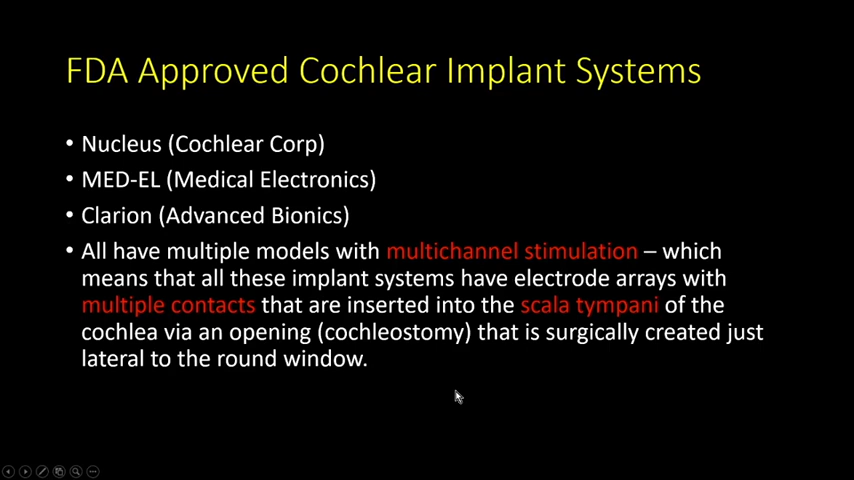 FDA Approved Cochlear Implant Systems
• Nucleus (Cochlear Corp)
• MED-EL (Medical Electronics)
• Clarion (Advanced Bionics)
• All have multiple models with multichannel stimulation – which
means that all these implant systems have electrode arrays with
multiple contacts that are inserted into the scala tympani of the
cochlea via an opening (cochleostomy) that is surgically created just
lateral to the round window.